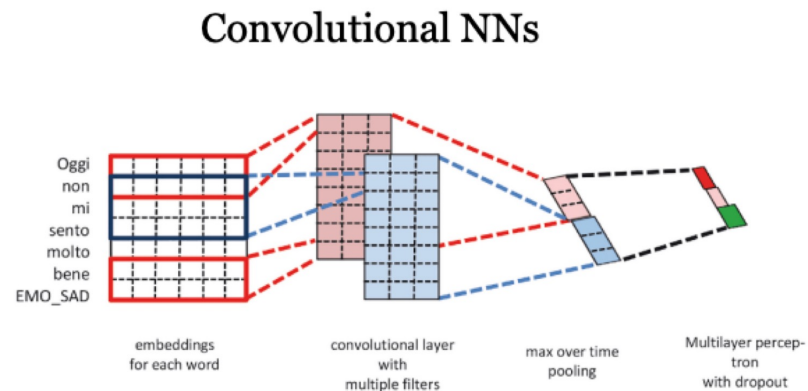 Convolutional NNs
Oggi
non
mi
sento
molto
bene
EMO_SAD
embeddings
for each word
convolutional layer
with
multiple filters
max over time
pooling
Multilayer percep-
tron
with dropout